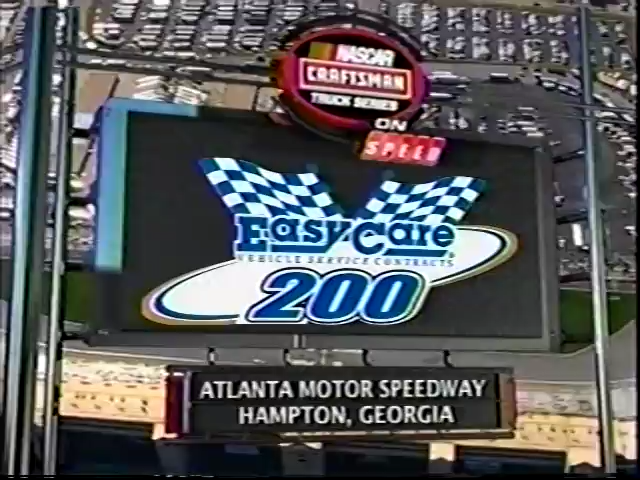 NASCAR
CRAFTSMAN
TRUCK SERIES
ON
SPEED
EasyCare
VEHICLE SERVICE CONTRACTS
200
ATLANTA MOTOR SPEEDWAY
HAMPTON, GEORGIA